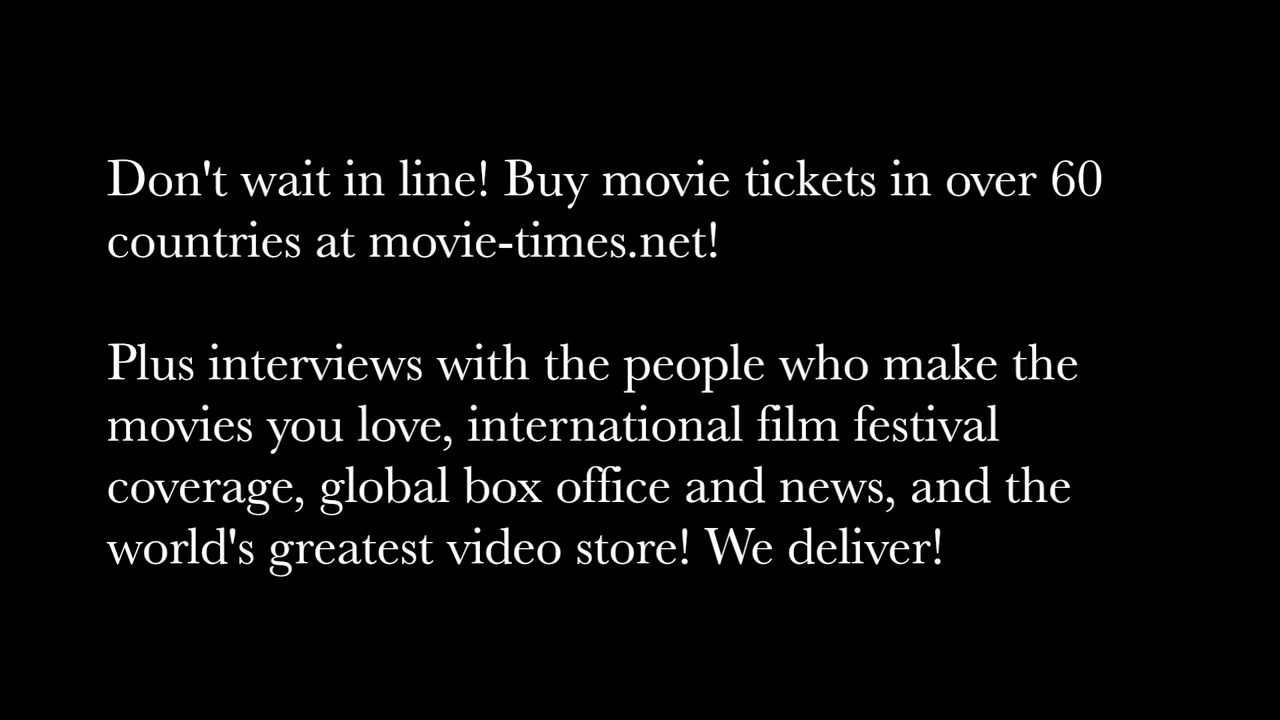 Don't wait in line! Buy movie tickets in over 60
countries at movie-times.net!
Plus interviews with the people who make the
movies you love, international film festival
coverage, global box office and news, and the
world's greatest video store! We deliver!